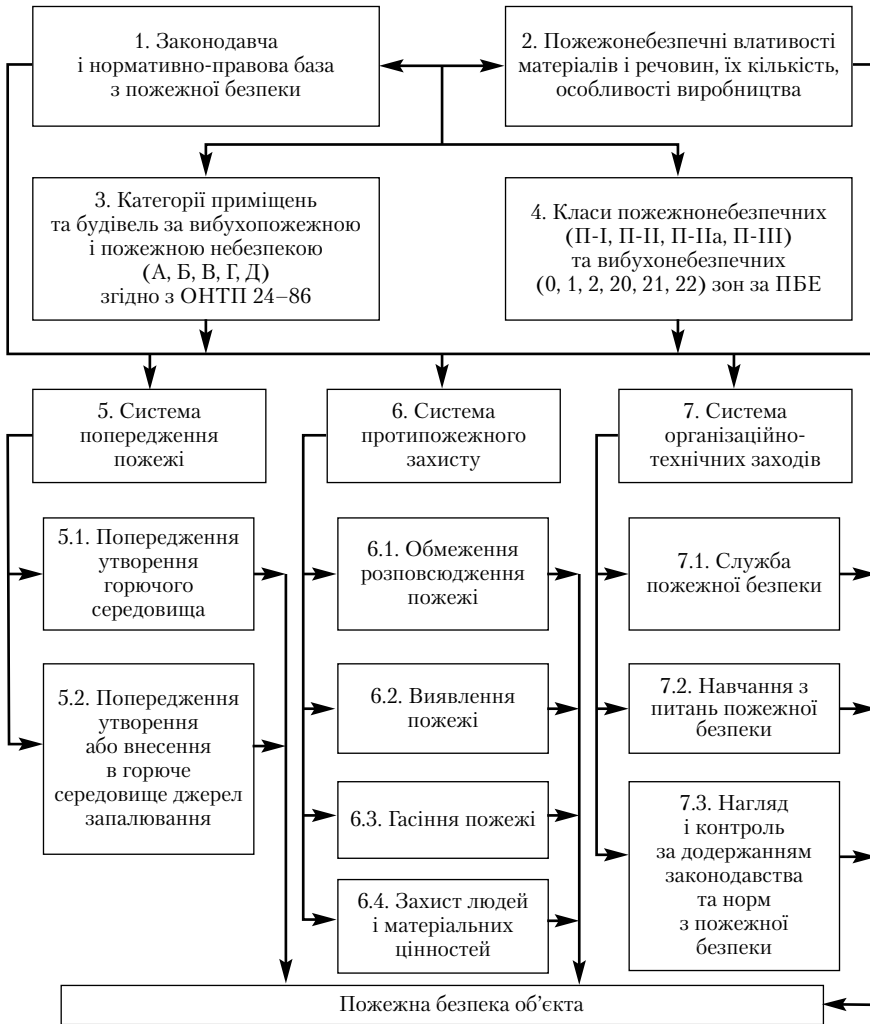 1. Законодавча
і нормативно-правова база
з пожежної безпеки
2. Пожежонебезпечні влативості
матеріалів і речовин, їх кількість,
особливості виробництва
3. Категорії приміщень
та будівель за вибухопожежною
і пожежною небезпекою
(А, Б, В, Г, Д)
згідно з ОНТП 24–86
4. Класи пожежнонебезпечних
(П-І, П-ІІ, П-ІІа, П-ІІІ)
та вибухонебезпечних
(0, 1, 2, 20, 21, 22) зон за ПБЕ
5. Система
попередження
пожежі
6. Система
протипожежного
захисту
7. Система
організаційно-
технічних заходів
5.1. Попередження
утворення
горючого
середовища
5.2. Попередження
утворення
або внесення
в горюче
середовище джерел
запалювання
6.1. Обмеження
розповсюдження
пожежі
6.2. Виявлення
пожежі
6.3. Гасіння пожежі
6.4. Захист людей
і матеріальних
цінностей
7.1. Служба
пожежної безпеки
7.2. Навчання з
питань пожежної
безпеки
7.3. Нагляд
і контроль
за додержанням
законодавства
та норм
з пожежної
безпеки
Пожежна безпека об’єкта